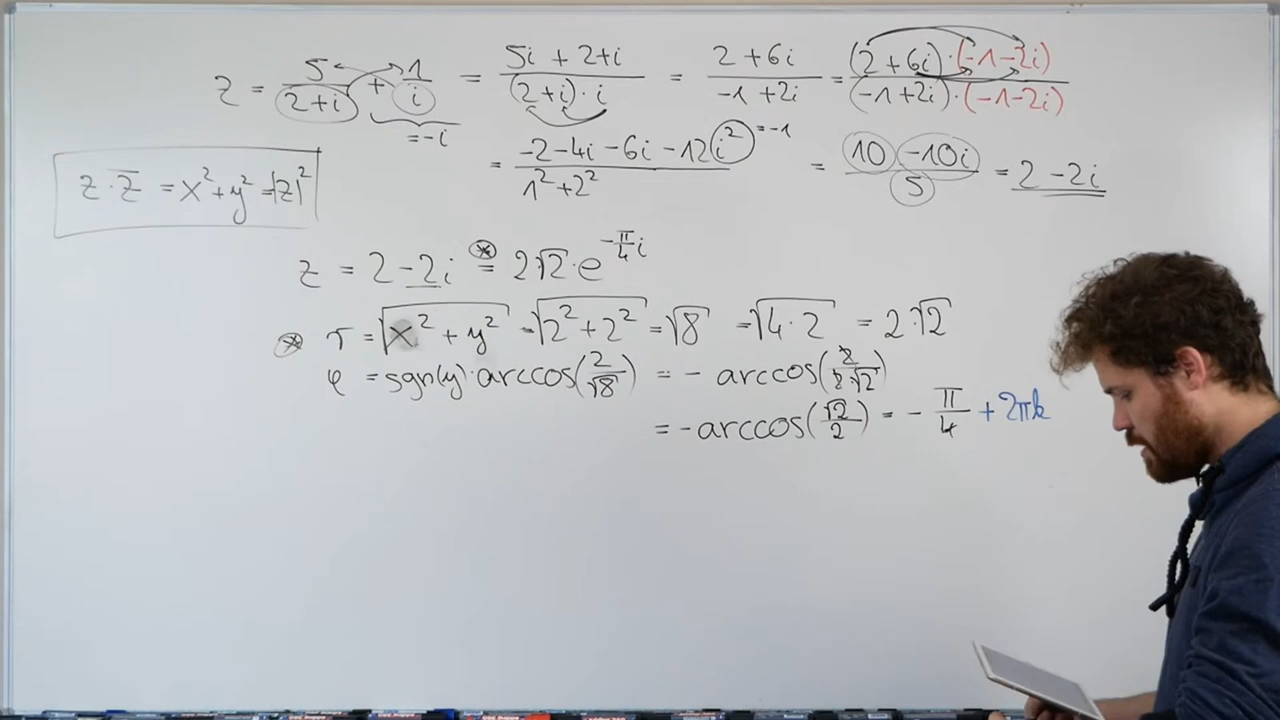 z = 5/(2+i) + 1/i = (5i + 2+i)/((2+i)·i) = (2+6i)/(-1+2i) = ((2+6i)·(-1-2i))/((-1+2i)·(-1-2i))
= -i
= (-2-4i-6i-12i²)/(1²+2²) = (10-10i)/5 = 2-2i
= -1
z·z̅ = x²+y² = |z|²
z = 2-2i ⊛= 2√2·e^(-π/4 i)
⊛ r = √(x²+y²) = √(2²+2²) = √8 = √(4·2) = 2·√2
φ = sgn(y)·arccos(2/√8) = -arccos(2/(2·√2))
= -arccos(√2/2) = -π/4 + 2πk